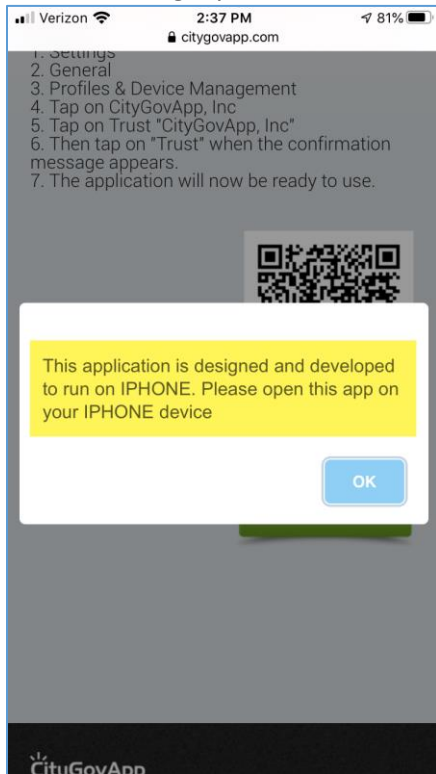 Verizon 2:37 PM 81%
citygovapp.com
1. Settings
2. General
3. Profiles & Device Management
4. Tap on CityGovApp, Inc
5. Tap on Trust "CityGovApp, Inc"
6. Then tap on "Trust" when the confirmation
message appears.
7. The application will now be ready to use.
This application is designed and developed
to run on IPHONE. Please open this app on
your IPHONE device
OK
CityGovApp